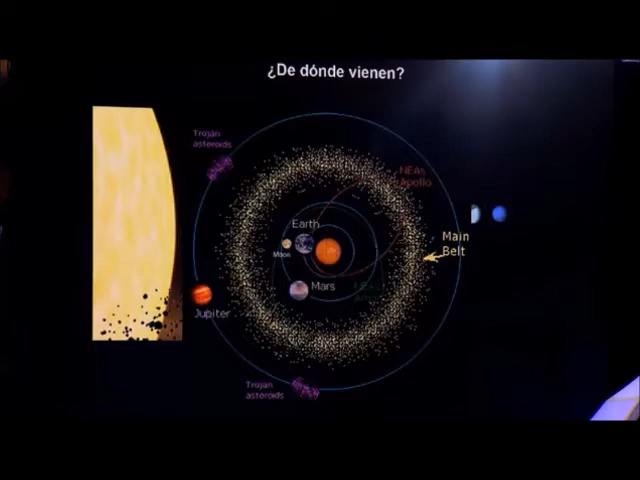 ¿De dónde vienen?
Trojan
asteroids
NEAs
Apollo
Earth
Main
Belt
Moon
Mars
Jupiter
Trojan
asteroids